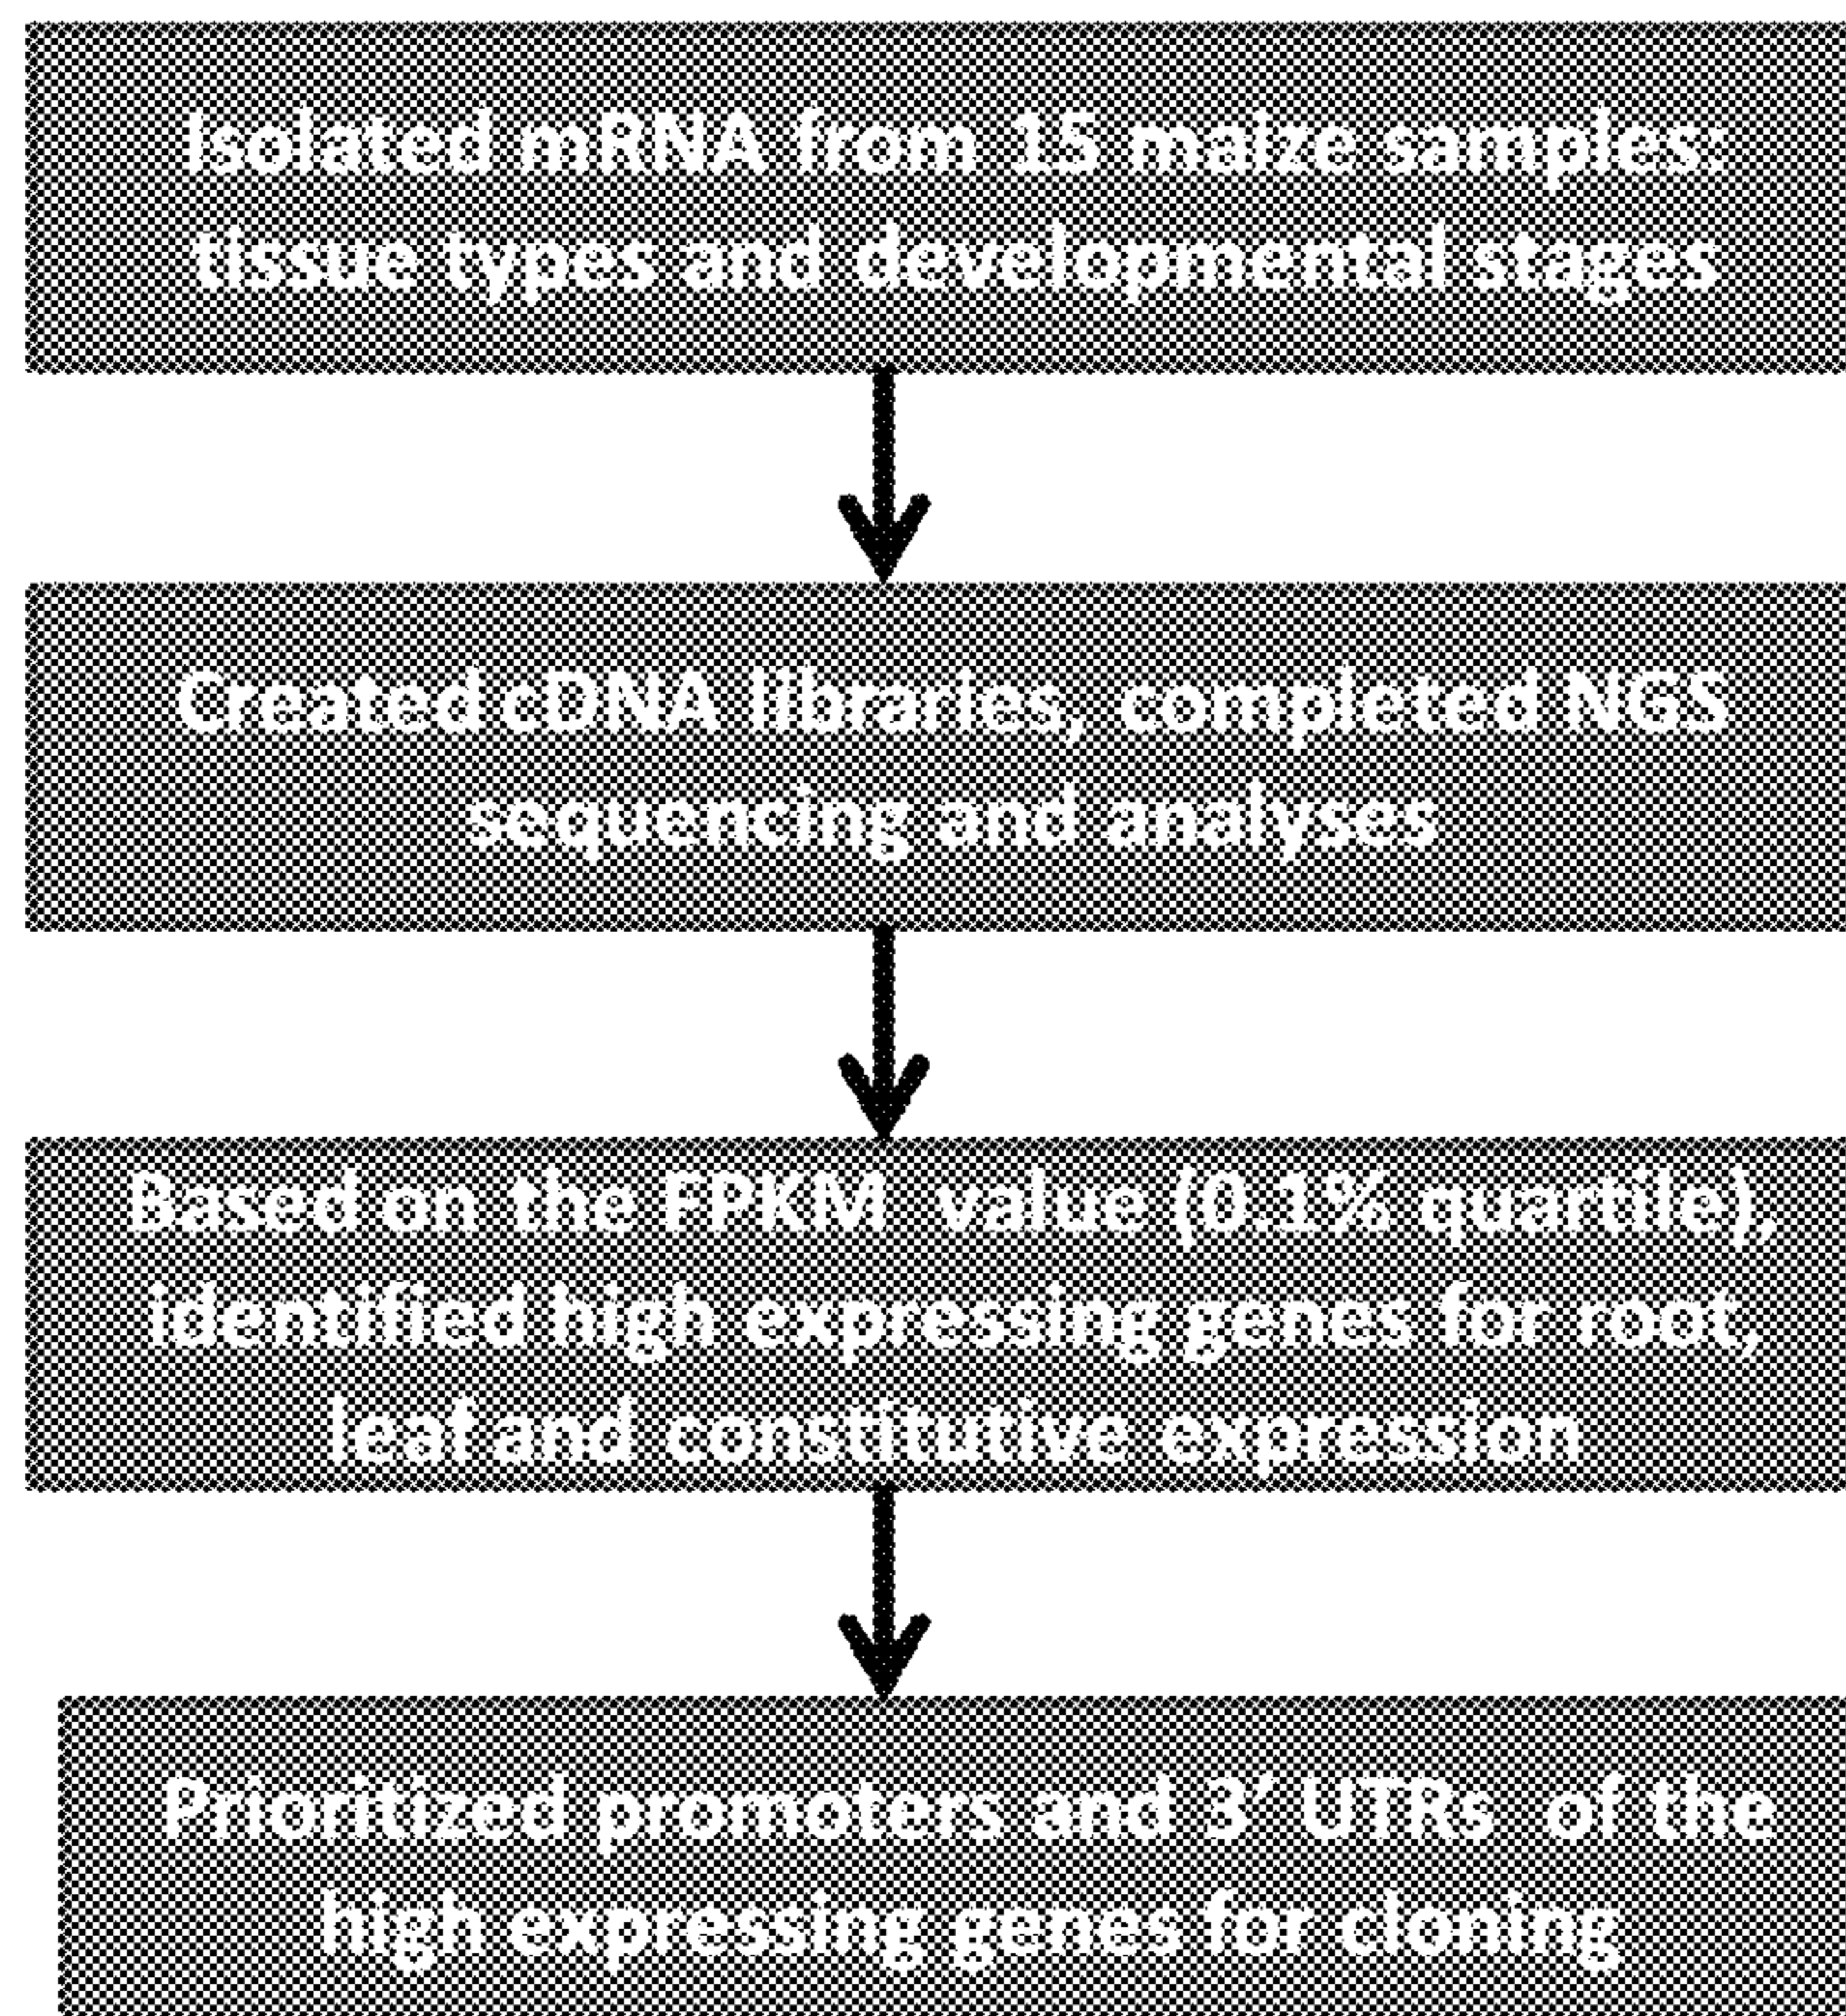 Isolated mRNA from 15 maize samples:
tissue types and developmental stages
Created cDNA libraries, completed NGS
sequencing and analyses
Based on the FPKM value (0.1% quartile),
identified high expressing genes for root,
leaf and constitutive expression
Prioritized promoters and 3' UTRs of the
high expressing genes for cloning